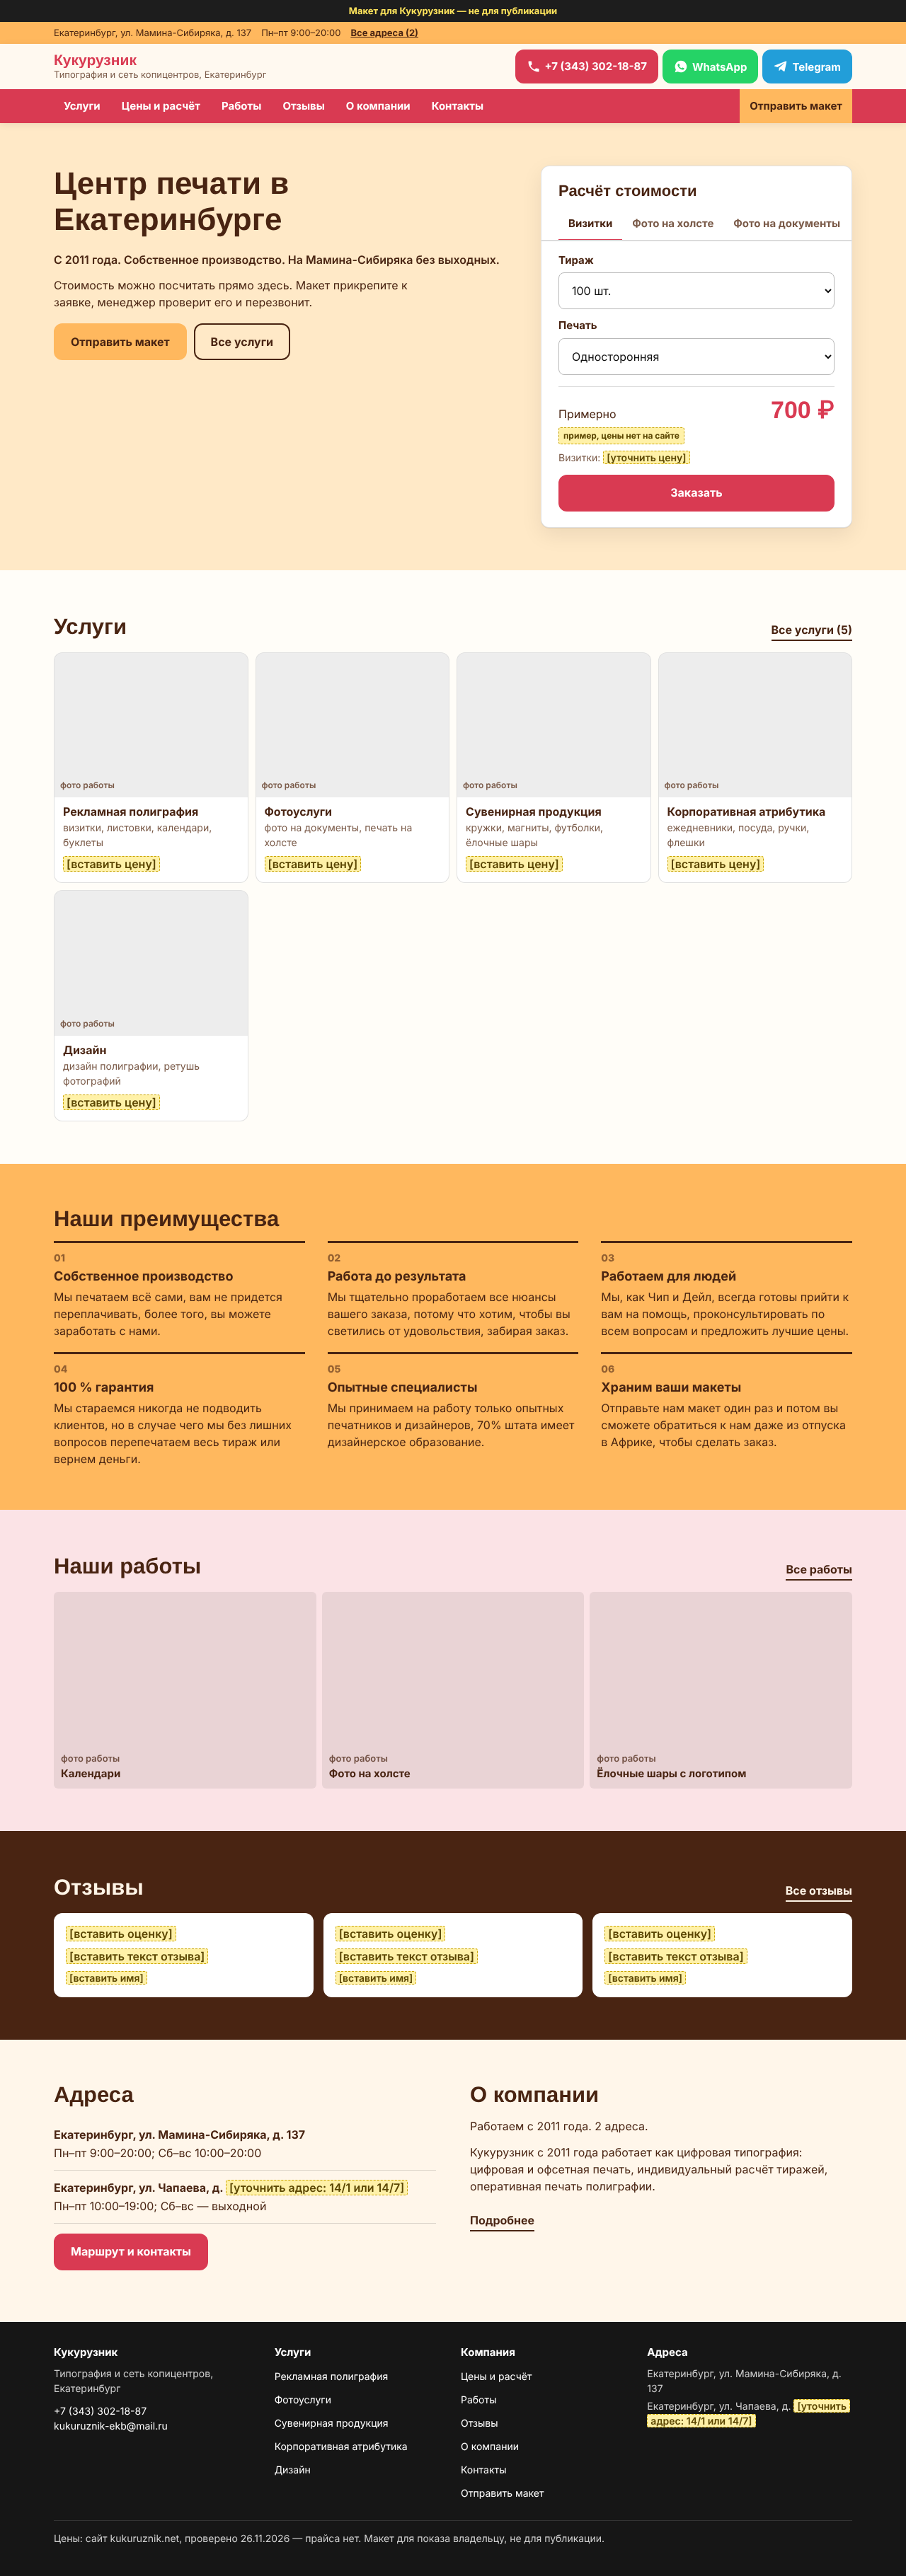 Макет для Кукурузник — не для публикации
Екатеринбург, ул. Мамина-Сибиряка, д. 137 Пн–пт 9:00–20:00 Все адреса (2)
Кукурузник
Типография и сеть копицентров, Екатеринбург
+7 (343) 302-18-87 WhatsApp Telegram
Услуги Цены и расчёт Работы Отзывы О компании Контакты Отправить макет
Центр печати в
Екатеринбурге
С 2011 года. Собственное производство. На Мамина-Сибиряка без выходных.
Стоимость можно посчитать прямо здесь. Макет прикрепите к
заявке, менеджер проверит его и перезвонит.
Отправить макет Все услуги
Расчёт стоимости
Визитки Фото на холсте Фото на документы
Тираж
100 шт.
Печать
Односторонняя
Примерно 700 ₽
пример, цены нет на сайте
Визитки: [уточнить цену]
Заказать
Услуги
Все услуги (5)
фото работы
Рекламная полиграфия
визитки, листовки, календари,
буклеты
[вставить цену]
фото работы
Фотоуслуги
фото на документы, печать на
холсте
[вставить цену]
фото работы
Сувенирная продукция
кружки, магниты, футболки,
ёлочные шары
[вставить цену]
фото работы
Корпоративная атрибутика
ежедневники, посуда, ручки,
флешки
[вставить цену]
фото работы
Дизайн
дизайн полиграфии, ретушь
фотографий
[вставить цену]
Наши преимущества
01
Собственное производство
Мы печатаем всё сами, вам не придется
переплачивать, более того, вы можете
заработать с нами.
02
Работа до результата
Мы тщательно проработаем все нюансы
вашего заказа, потому что хотим, чтобы вы
светились от удовольствия, забирая заказ.
03
Работаем для людей
Мы, как Чип и Дейл, всегда готовы прийти к
вам на помощь, проконсультировать по
всем вопросам и предложить лучшие цены.
04
100 % гарантия
Мы стараемся никогда не подводить
клиентов, но в случае чего мы без лишних
вопросов перепечатаем весь тираж или
вернем деньги.
05
Опытные специалисты
Мы принимаем на работу только опытных
печатников и дизайнеров, 70% штата имеет
дизайнерское образование.
06
Храним ваши макеты
Отправьте нам макет один раз и потом вы
сможете обратиться к нам даже из отпуска
в Африке, чтобы сделать заказ.
Наши работы
Все работы
фото работы
Календари
фото работы
Фото на холсте
фото работы
Ёлочные шары с логотипом
Отзывы
Все отзывы
[вставить оценку]
[вставить текст отзыва]
[вставить имя]
[вставить оценку]
[вставить текст отзыва]
[вставить имя]
[вставить оценку]
[вставить текст отзыва]
[вставить имя]
Адреса
Екатеринбург, ул. Мамина-Сибиряка, д. 137
Пн–пт 9:00–20:00; Сб–вс 10:00–20:00
Екатеринбург, ул. Чапаева, д. [уточнить адрес: 14/1 или 14/7]
Пн–пт 10:00–19:00; Сб–вс — выходной
Маршрут и контакты
О компании
Работаем с 2011 года. 2 адреса.
Кукурузник с 2011 года работает как цифровая типография:
цифровая и офсетная печать, индивидуальный расчёт тиражей,
оперативная печать полиграфии.
Подробнее
Кукурузник
Типография и сеть копицентров,
Екатеринбург
+7 (343) 302-18-87
kukuruznik-ekb@mail.ru
Услуги
Рекламная полиграфия
Фотоуслуги
Сувенирная продукция
Корпоративная атрибутика
Дизайн
Компания
Цены и расчёт
Работы
Отзывы
О компании
Контакты
Отправить макет
Адреса
Екатеринбург, ул. Мамина-Сибиряка, д.
137
Екатеринбург, ул. Чапаева, д. [уточнить
адрес: 14/1 или 14/7]
Цены: сайт kukuruznik.net, проверено 26.11.2026 — прайса нет. Макет для показа владельцу, не для публикации.